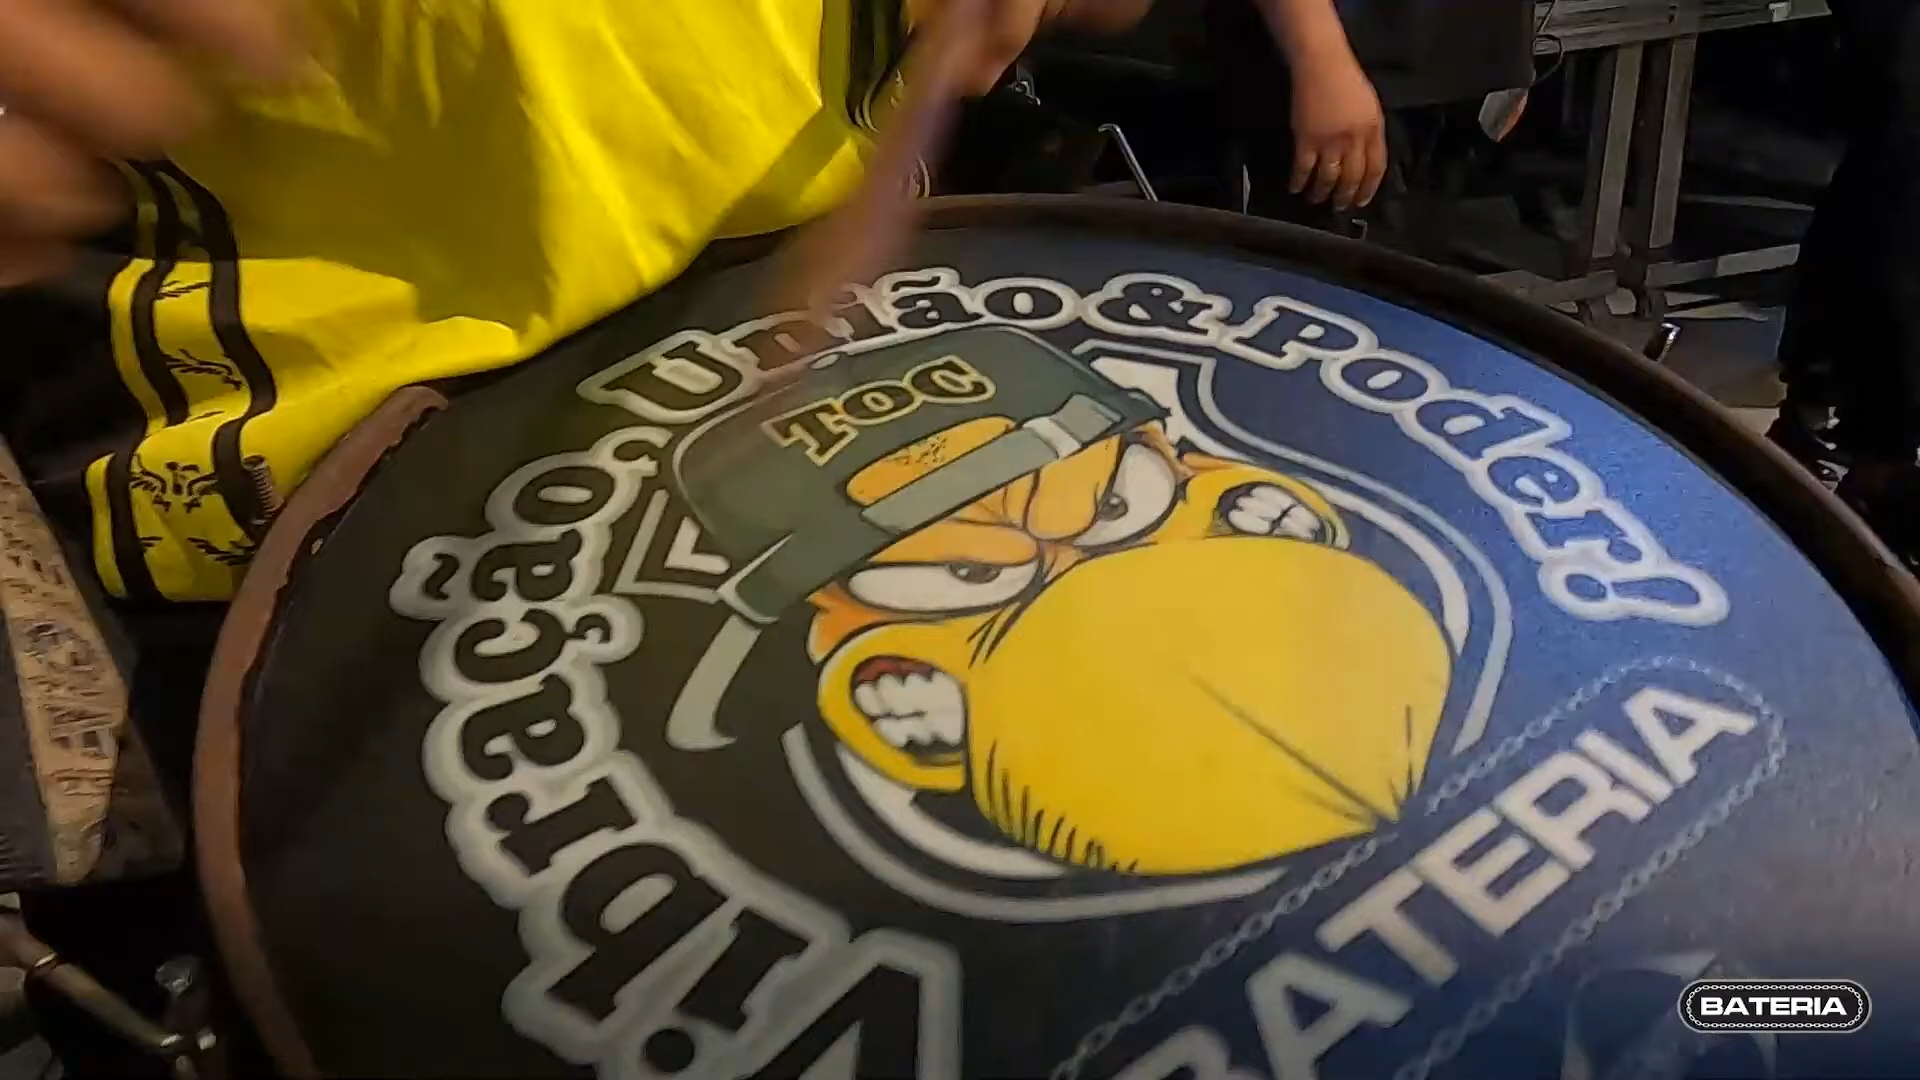 Vibração, União & Poder!
TOC
BATERIA
BATERIA